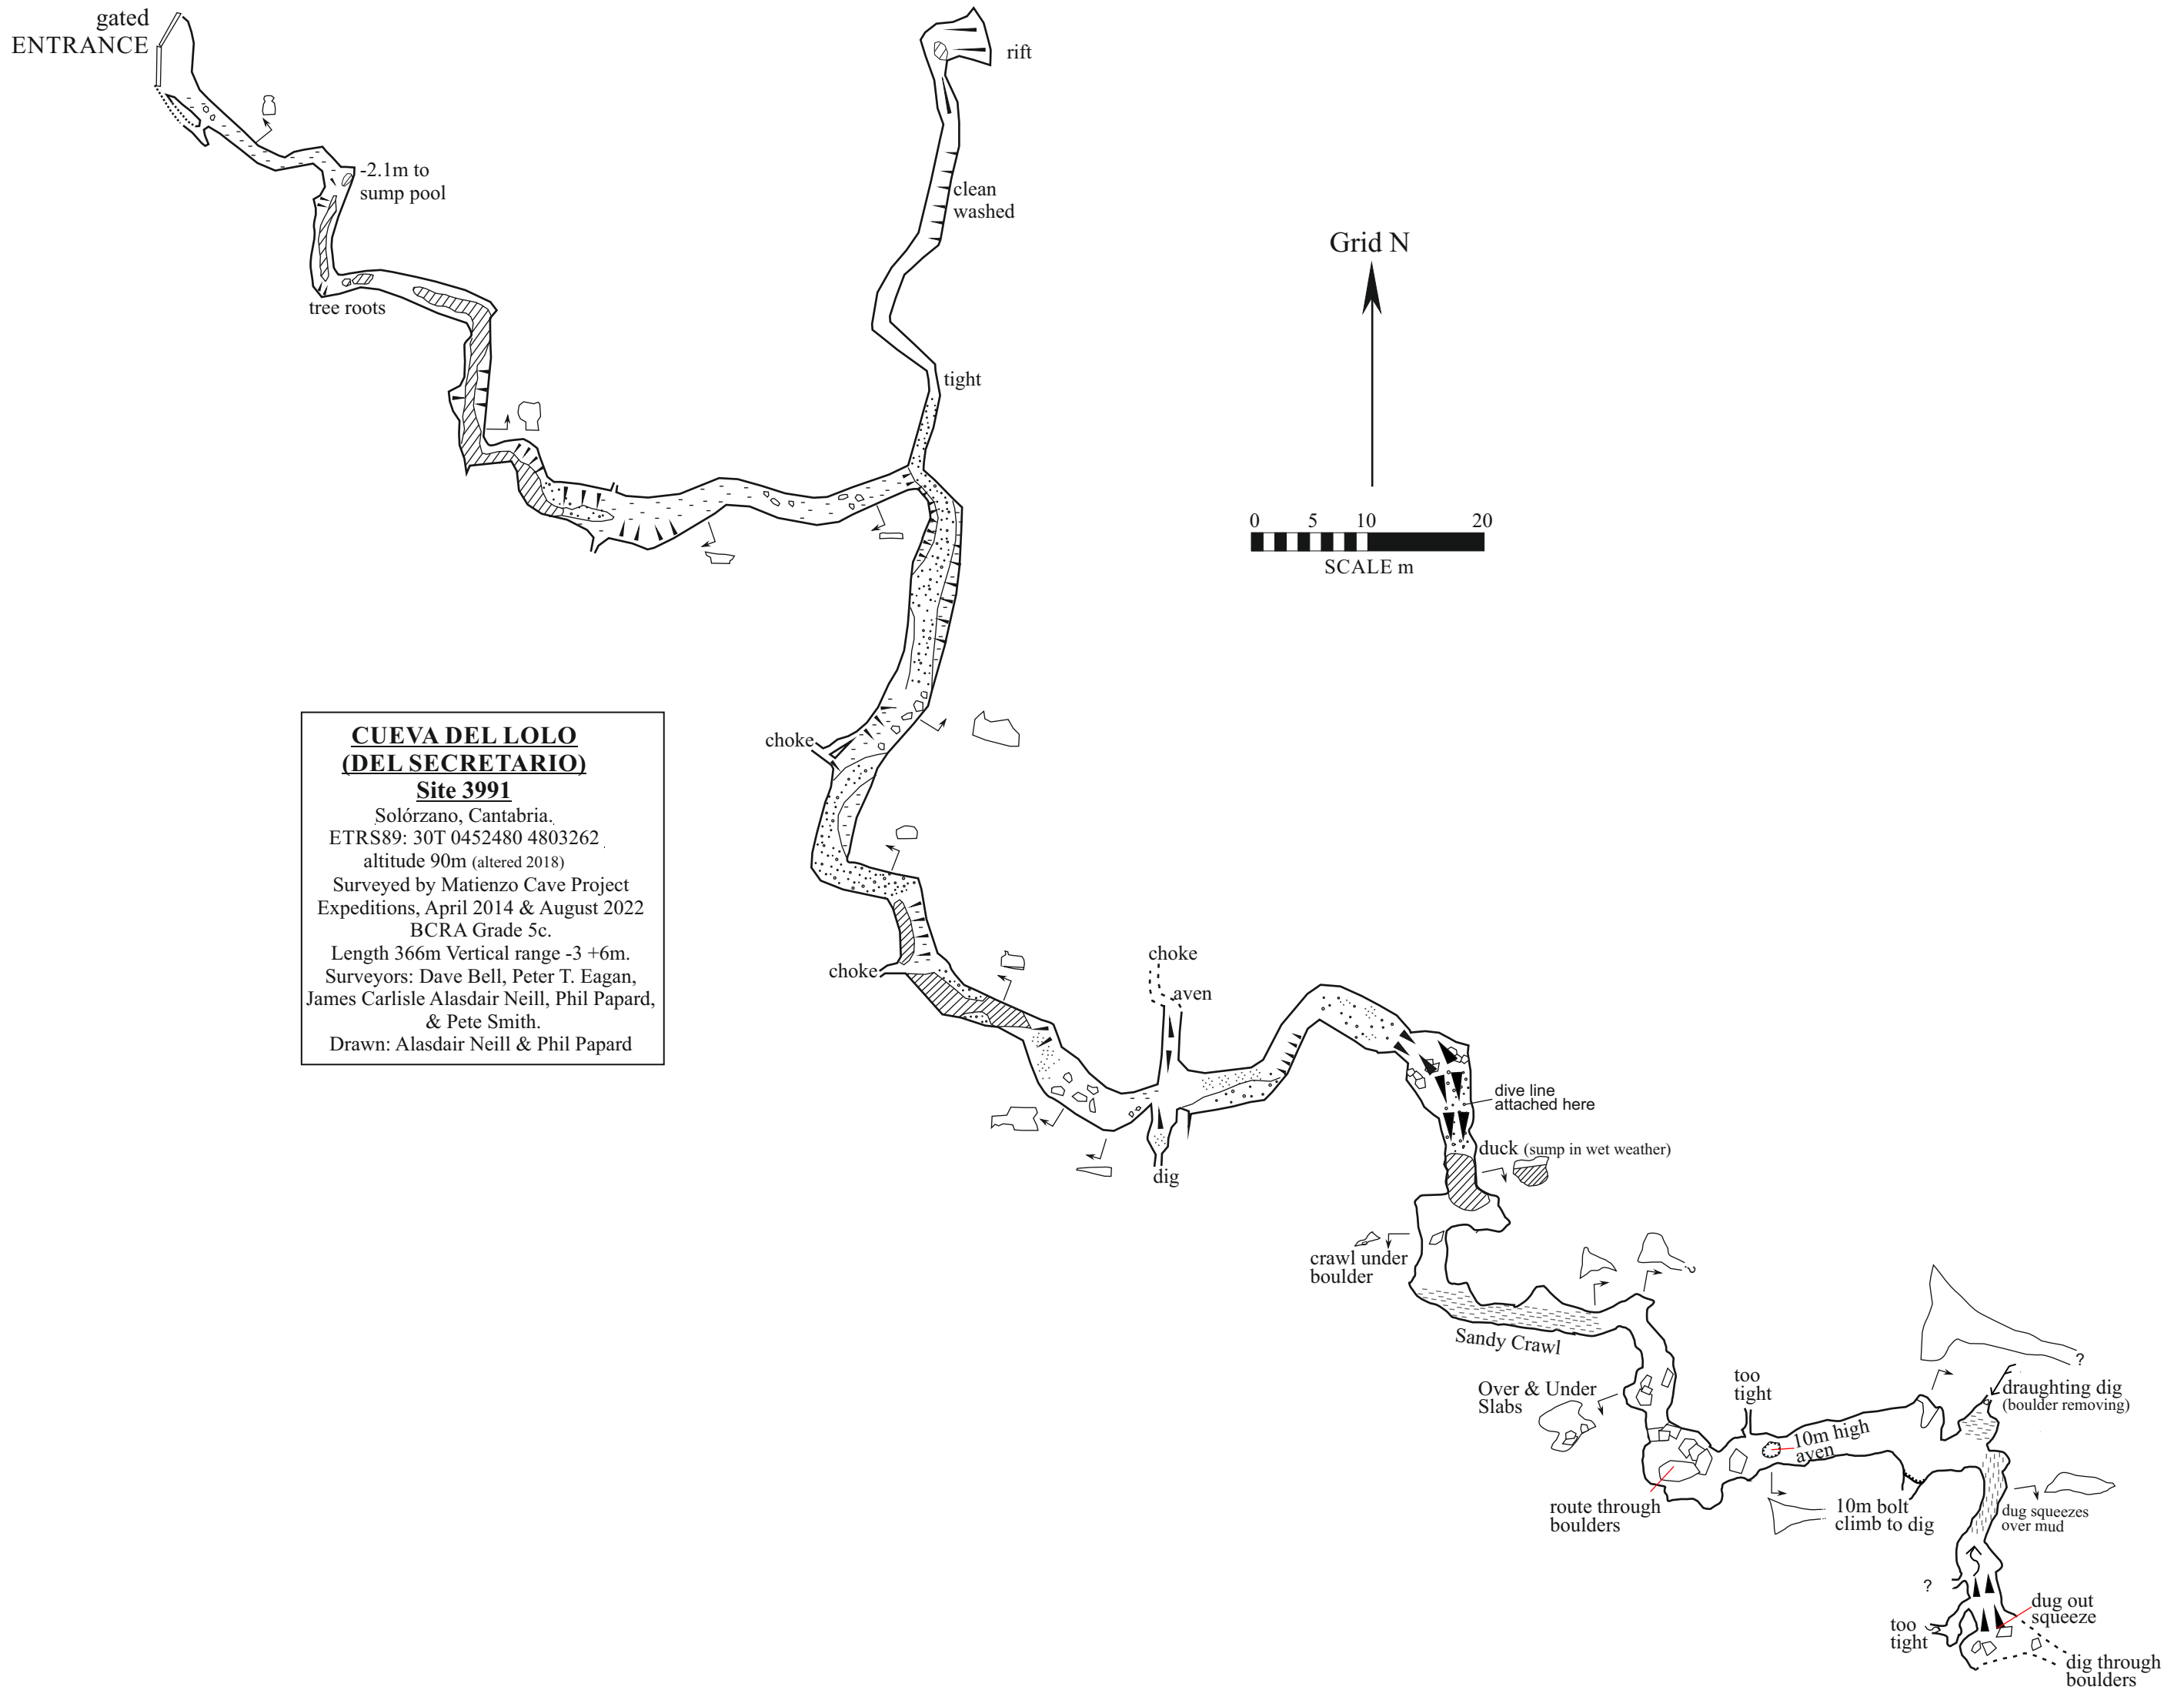 gated
ENTRANCE
rift
-2.1m to
sump pool
clean
washed
tree roots
tight
Grid N
0 5 10 20
SCALE m
CUEVA DEL LOLO
(DEL SECRETARIO)
Site 3991
Solórzano, Cantabria.
ETRS89: 30T 0452480 4803262
altitude 90m (altered 2018)
Surveyed by Matienzo Cave Project
Expeditions, April 2014 & August 2022
BCRA Grade 5c.
Length 366m Vertical range -3 +6m.
Surveyors: Dave Bell, Peter T. Eagan,
James Carlisle Alasdair Neill, Phil Papard,
& Pete Smith.
Drawn: Alasdair Neill & Phil Papard
choke
choke
choke
aven
dig
dive line
attached here
duck (sump in wet weather)
crawl under
boulder
Sandy Crawl
Over & Under
Slabs
too
tight
10m high
aven
?
draughting dig
(boulder removing)
route through
boulders
10m bolt
climb to dig
dug squeezes
over mud
?
too
tight
dug out
squeeze
dig through
boulders